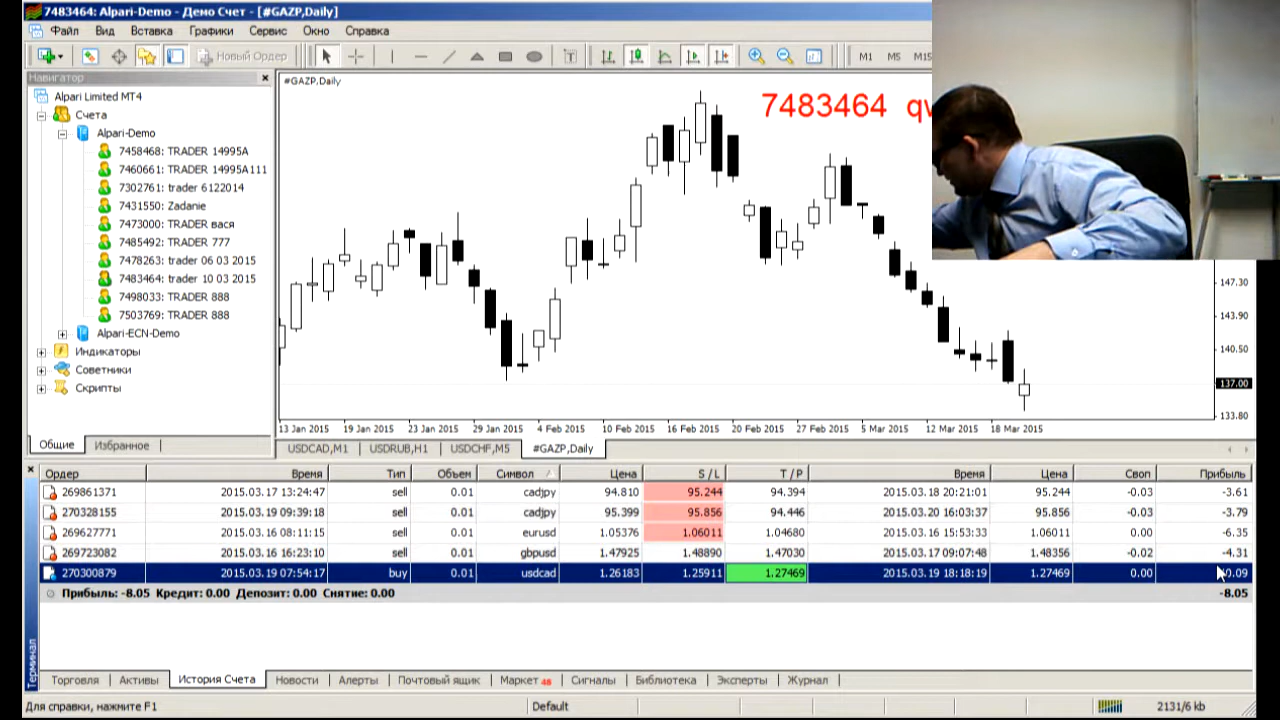 7483464: Alpari-Demo - Демо Счет - [#GAZP,Daily]
Файл Вид Вставка Графики Сервис Окно Справка
Новый Ордер M1 M5 M15
Навигатор
Alpari Limited MT4
Счета
Alpari-Demo
7458468: TRADER 14995A
7460661: TRADER 14995A111
7302761: trader 6122014
7431550: Zadanie
7473000: TRADER вася
7485492: TRADER 777
7478263: trader 06 03 2015
7483464: trader 10 03 2015
7498033: TRADER 888
7503769: TRADER 888
Alpari-ECN-Demo
Индикаторы
Советники
Скрипты
Общие Избранное
#GAZP,Daily
7483464
147.30
143.90
140.50
137.00
133.80
13 Jan 2015 19 Jan 2015 23 Jan 2015 29 Jan 2015 4 Feb 2015 10 Feb 2015 16 Feb 2015 20 Feb 2015 27 Feb 2015 5 Mar 2015 12 Mar 2015 18 Mar 2015
USDCAD,M1 USDRUB,H1 USDCHF,M5 #GAZP,Daily
Ордер Время Тип Объем Символ Цена S / L T / P Время Цена Своп Прибыль
269861371 2015.03.17 13:24:47 sell 0.01 cadjpy 94.810 95.244 94.394 2015.03.18 20:21:01 95.244 -0.03 -3.61
270328155 2015.03.19 09:39:18 sell 0.01 cadjpy 95.399 95.856 94.446 2015.03.20 16:03:37 95.856 -0.03 -3.79
269627771 2015.03.16 08:11:15 sell 0.01 eurusd 1.05376 1.06011 1.04680 2015.03.16 15:53:33 1.06011 0.00 -6.35
269723082 2015.03.16 16:23:10 sell 0.01 gbpusd 1.47925 1.48890 1.47030 2015.03.17 09:07:48 1.48356 -0.02 -4.31
270300879 2015.03.19 07:54:17 buy 0.01 usdcad 1.26183 1.25911 1.27469 2015.03.19 18:18:19 1.27469 0.00
Прибыль: -8.05 Кредит: 0.00 Депозит: 0.00 Снятие: 0.00 -8.05
Терминал
Торговля Активы История Счета Новости Алерты Почтовый ящик Маркет 48 Сигналы Библиотека Эксперты Журнал
Для справки, нажмите F1 Default 2131/6 kb